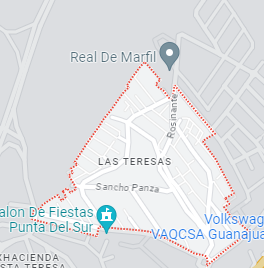 Real De Marfil
Rosinante
LAS TERESAS
Sancho Panza
alon De Fiestas
Punta Del Sur
Volkswag
VAQCSA Guanajua
XHACIENDA
STA TERESA